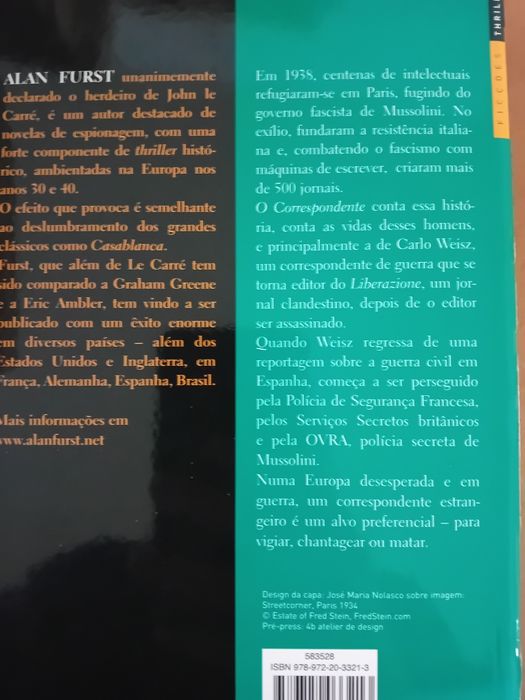 ALAN FURST unanimemente
declarado o herdeiro de John le
Carré, é um autor destacado de
novelas de espionagem, com uma
forte componente de thriller histó-
rico, ambientadas na Europa nos
anos 30 e 40.
O efeito que provoca é semelhante
ao deslumbramento dos grandes
clássicos como Casablanca.
Furst, que além de Le Carré tem
sido comparado a Graham Greene
e a Eric Ambler, tem vindo a ser
publicado com um êxito enorme
em diversos países – além dos
Estados Unidos e Inglaterra, em
França, Alemanha, Espanha, Brasil.
Mais informações em
www.alanfurst.net
Em 1938, centenas de intelectuais
refugiaram-se em Paris, fugindo do
governo fascista de Mussolini. No
exílio, fundaram a resistência italia-
na e, combatendo o fascismo com
máquinas de escrever, criaram mais
de 500 jornais.
O Correspondente conta essa histó-
ria, conta as vidas desses homens,
e principalmente a de Carlo Weisz,
um correspondente de guerra que se
torna editor do Liberazione, um jor-
nal clandestino, depois de o editor
ser assassinado.
Quando Weisz regressa de uma
reportagem sobre a guerra civil em
Espanha, começa a ser perseguido
pela Polícia de Segurança Francesa,
pelos Serviços Secretos britânicos
e pela OVRA, polícia secreta de
Mussolini.
Numa Europa desesperada e em
guerra, um correspondente estran-
geiro é um alvo preferencial – para
vigiar, chantagear ou matar.
Design da capa: José Maria Nolasco sobre imagem:
Streetcorner, Paris 1934
© Estate of Fred Stein, FredStein.com
Pré-press: 4b atelier de design
583528
ISBN 978-972-20-3321-3
FICÇÕES THRILL